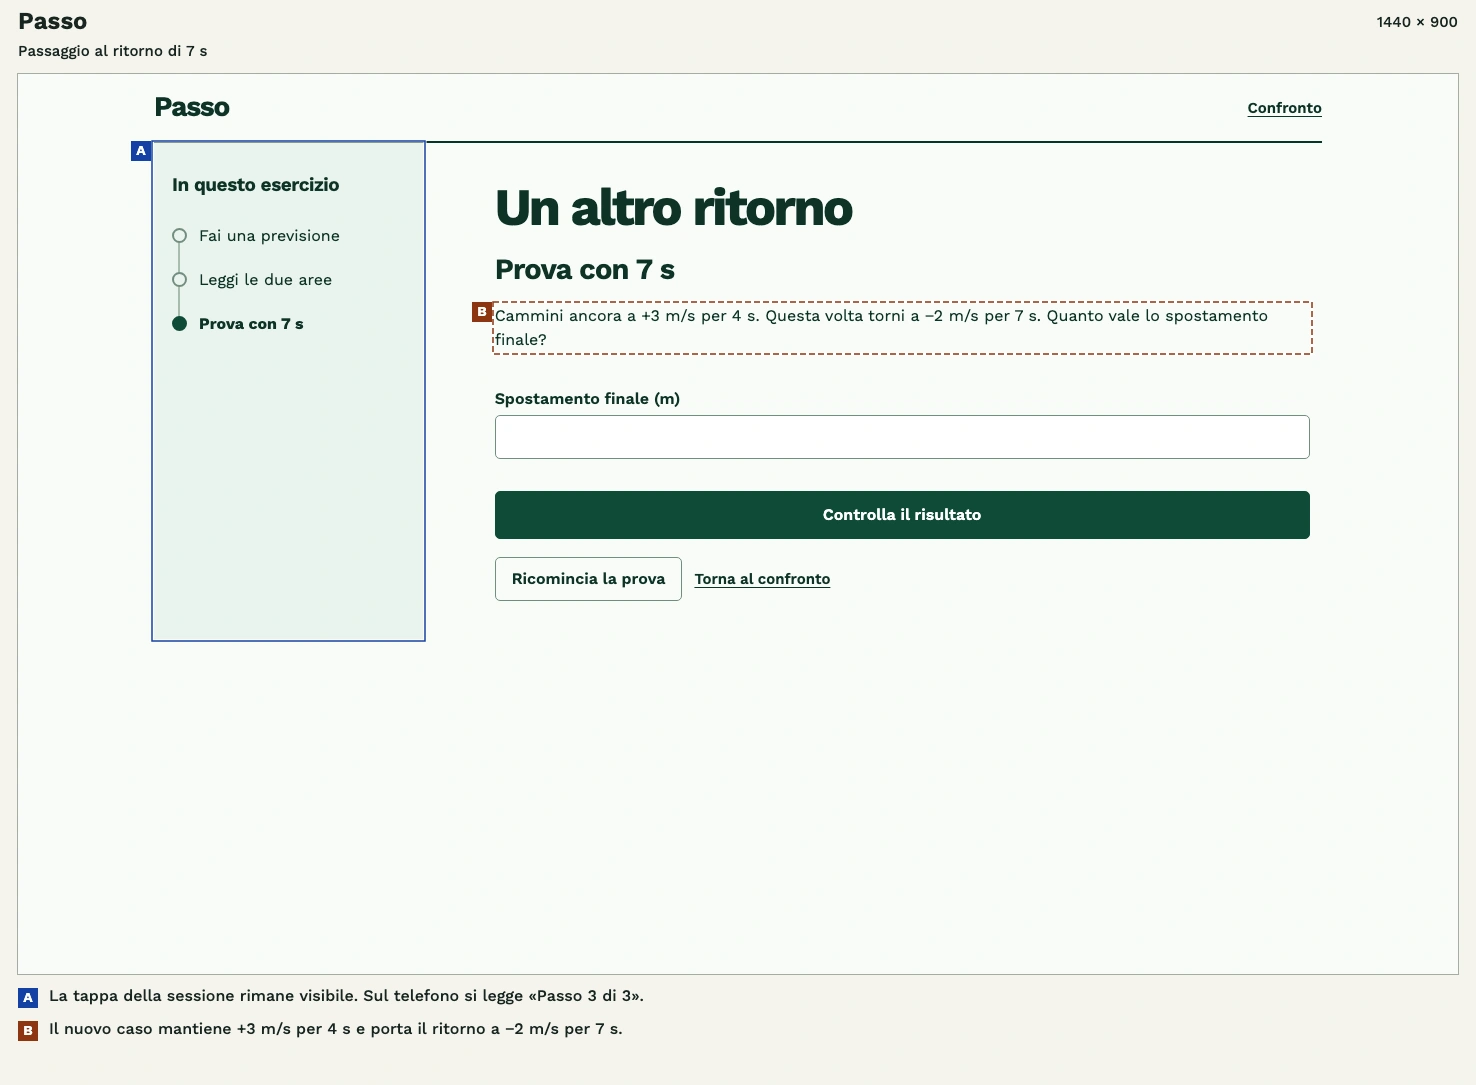 Passo
1440 × 900
Passaggio al ritorno di 7 s
Passo
Confronto
A
In questo esercizio
Fai una previsione
Leggi le due aree
Prova con 7 s
Un altro ritorno
Prova con 7 s
B
Cammini ancora a +3 m/s per 4 s. Questa volta torni a −2 m/s per 7 s. Quanto vale lo spostamento
finale?
Spostamento finale (m)
Controlla il risultato
Ricomincia la prova
Torna al confronto
A La tappa della sessione rimane visibile. Sul telefono si legge «Passo 3 di 3».
B Il nuovo caso mantiene +3 m/s per 4 s e porta il ritorno a −2 m/s per 7 s.